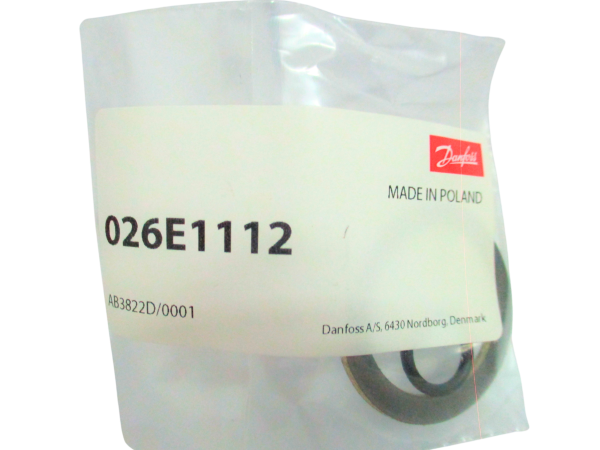 Danfoss
MADE IN POLAND
026E1112
AB3822D/0001
Danfoss A/S, 6430 Nordborg, Denmark